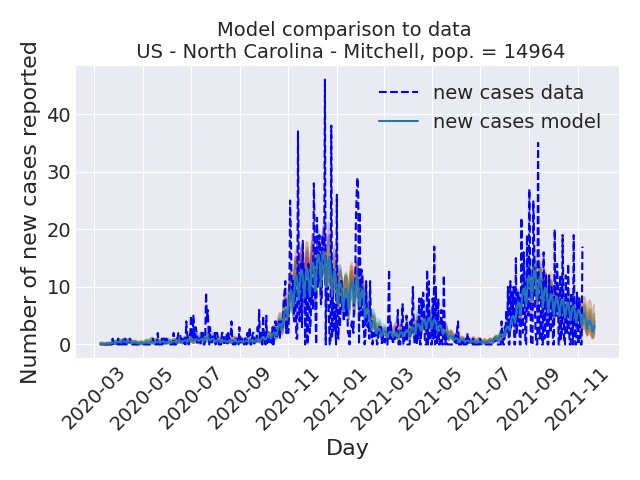 Model comparison to data
US - North Carolina - Mitchell, pop. = 14964
Number of new cases reported
40
30
20
10
0
new cases data
new cases model
2020-03
2020-05
2020-07
2020-09
2020-11
2021-01
2021-03
2021-05
2021-07
2021-09
2021-11
Day